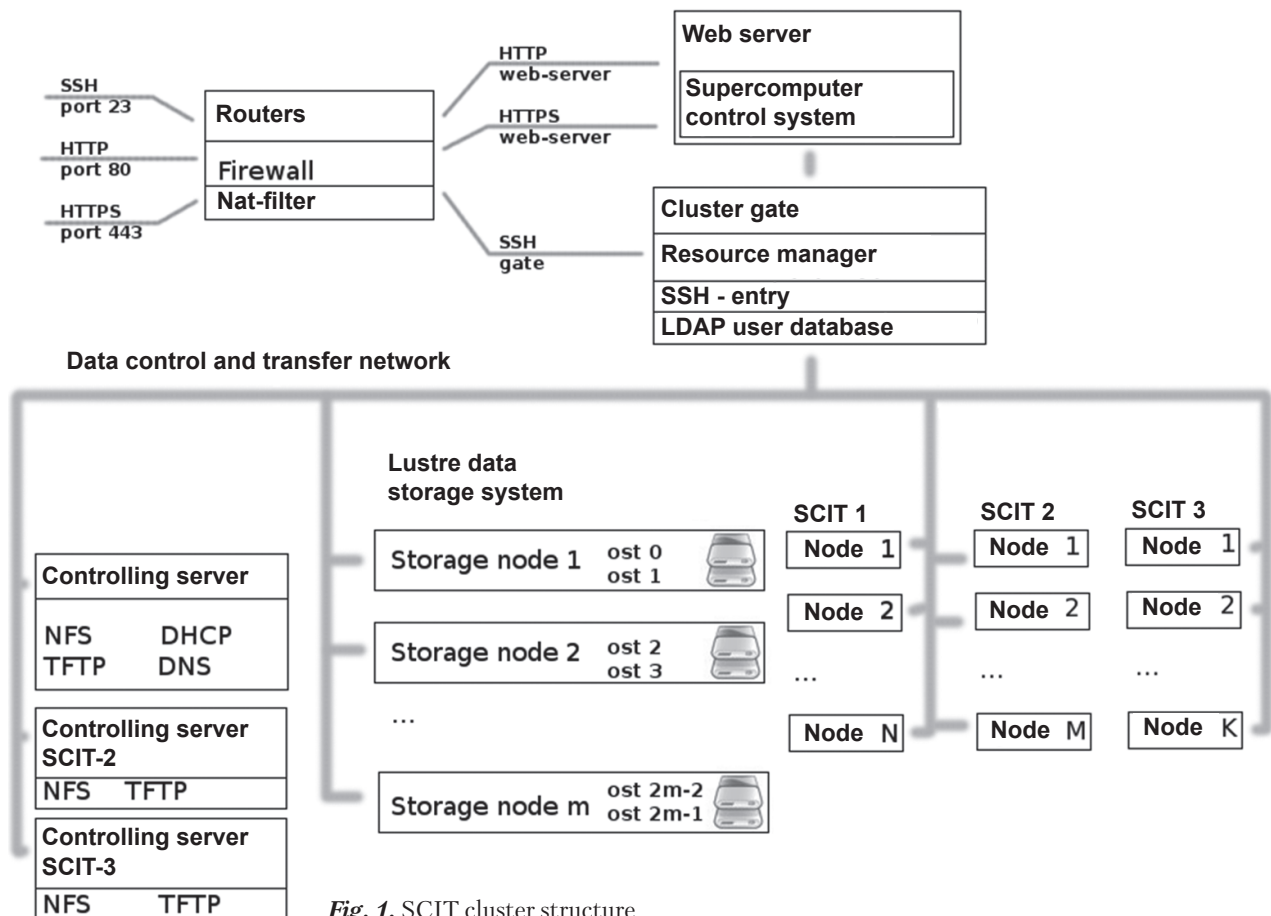 SSH
port 23
HTTP
port 80
HTTPS
port 443
Routers
Firewall
Nat-filter
HTTP
web-server
HTTPS
web-server
SSH
gate
Web server
Supercomputer
control system
Cluster gate
Resource manager
SSH - entry
LDAP user database
Data control and transfer network
Controlling server
NFS DHCP
TFTP DNS
Controlling server
SCIT-2
NFS TFTP
Controlling server
SCIT-3
NFS TFTP
Lustre data
storage system
Storage node 1 ost 0
ost 1
Storage node 2 ost 2
ost 3
...
Storage node m ost 2m-2
ost 2m-1
SCIT 1
Node 1
Node 2
...
Node N
SCIT 2
Node 1
Node 2
...
Node M
SCIT 3
Node 1
Node 2
...
Node K
Fig. 1. SCIT cluster structure